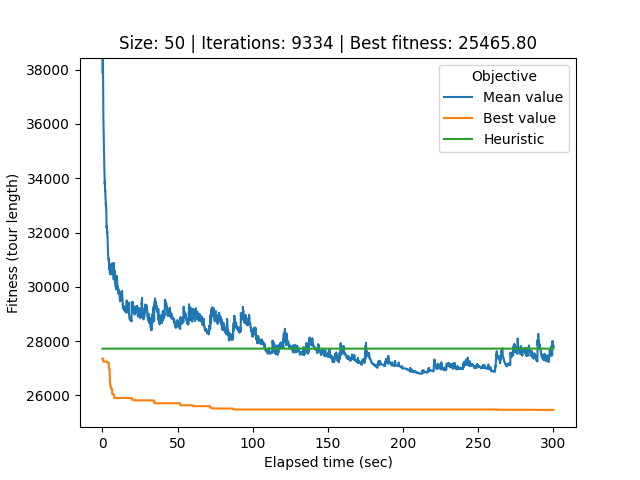 Size: 50 | Iterations: 9334 | Best fitness: 25465.80
Objective
Mean value
Best value
Heuristic
Fitness (tour length)
38000
36000
34000
32000
30000
28000
26000
0 50 100 150 200 250 300
Elapsed time (sec)